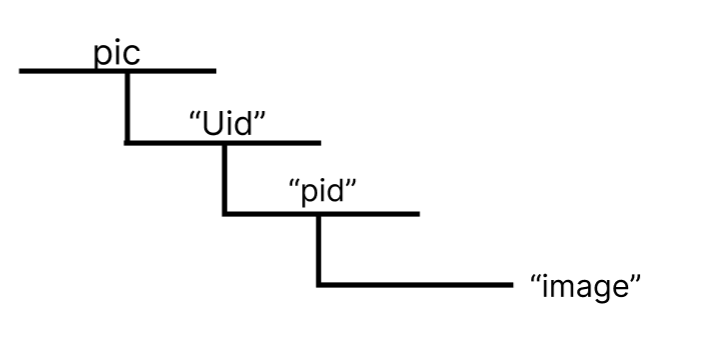 pic
“Uid”
“pid”
“image”